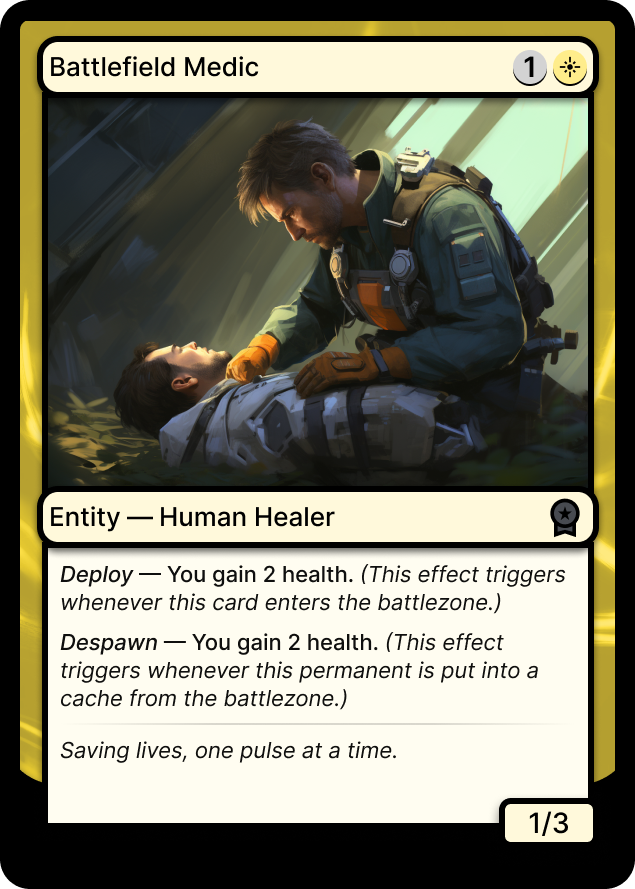 Battlefield Medic 1
Entity — Human Healer
Deploy — You gain 2 health. (This effect triggers
whenever this card enters the battlezone.)
Despawn — You gain 2 health. (This effect
triggers whenever this permanent is put into a
cache from the battlezone.)
Saving lives, one pulse at a time.
1/3